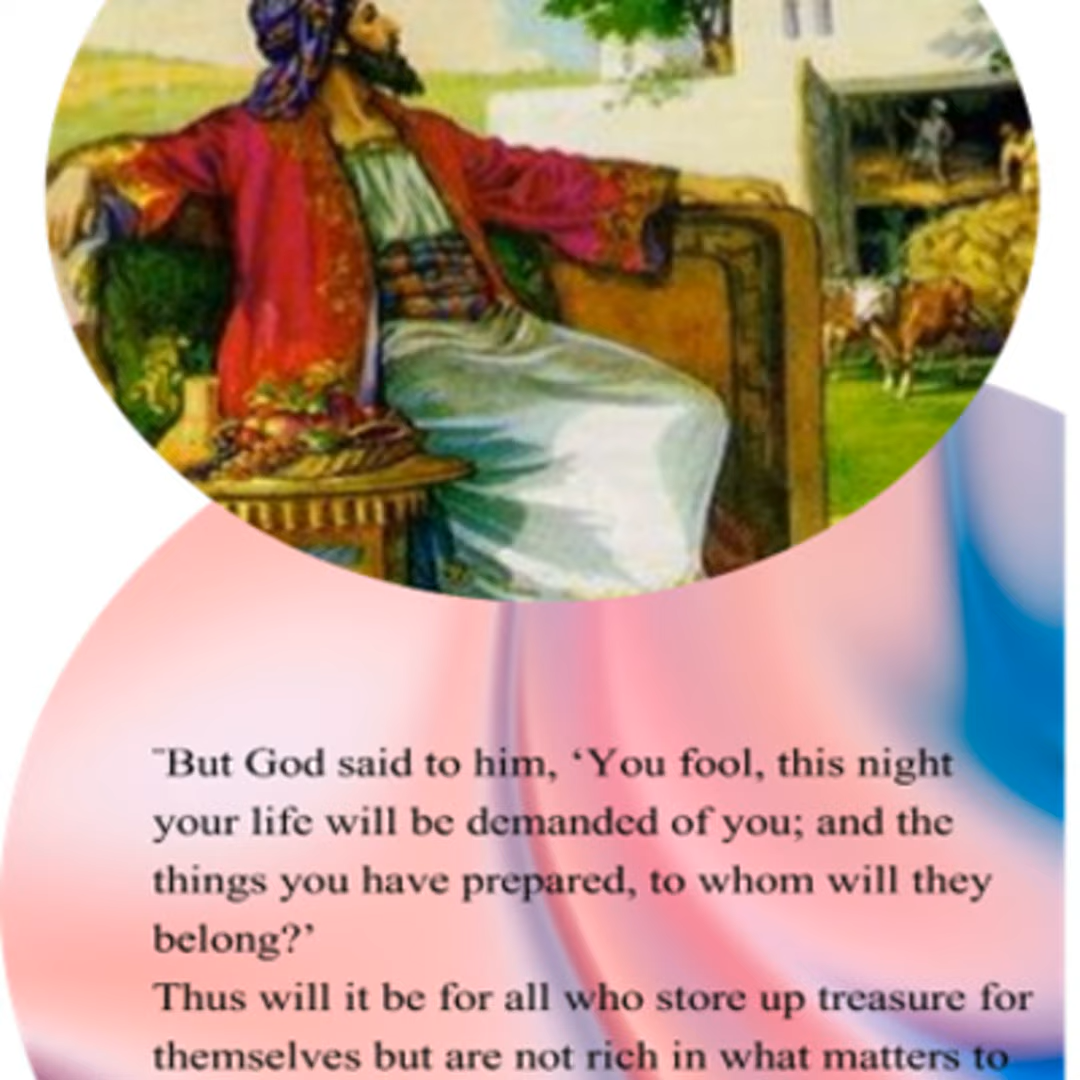 "But God said to him, ‘You fool, this night
your life will be demanded of you; and the
things you have prepared, to whom will they
belong?’
Thus will it be for all who store up treasure for
themselves but are not rich in what matters to